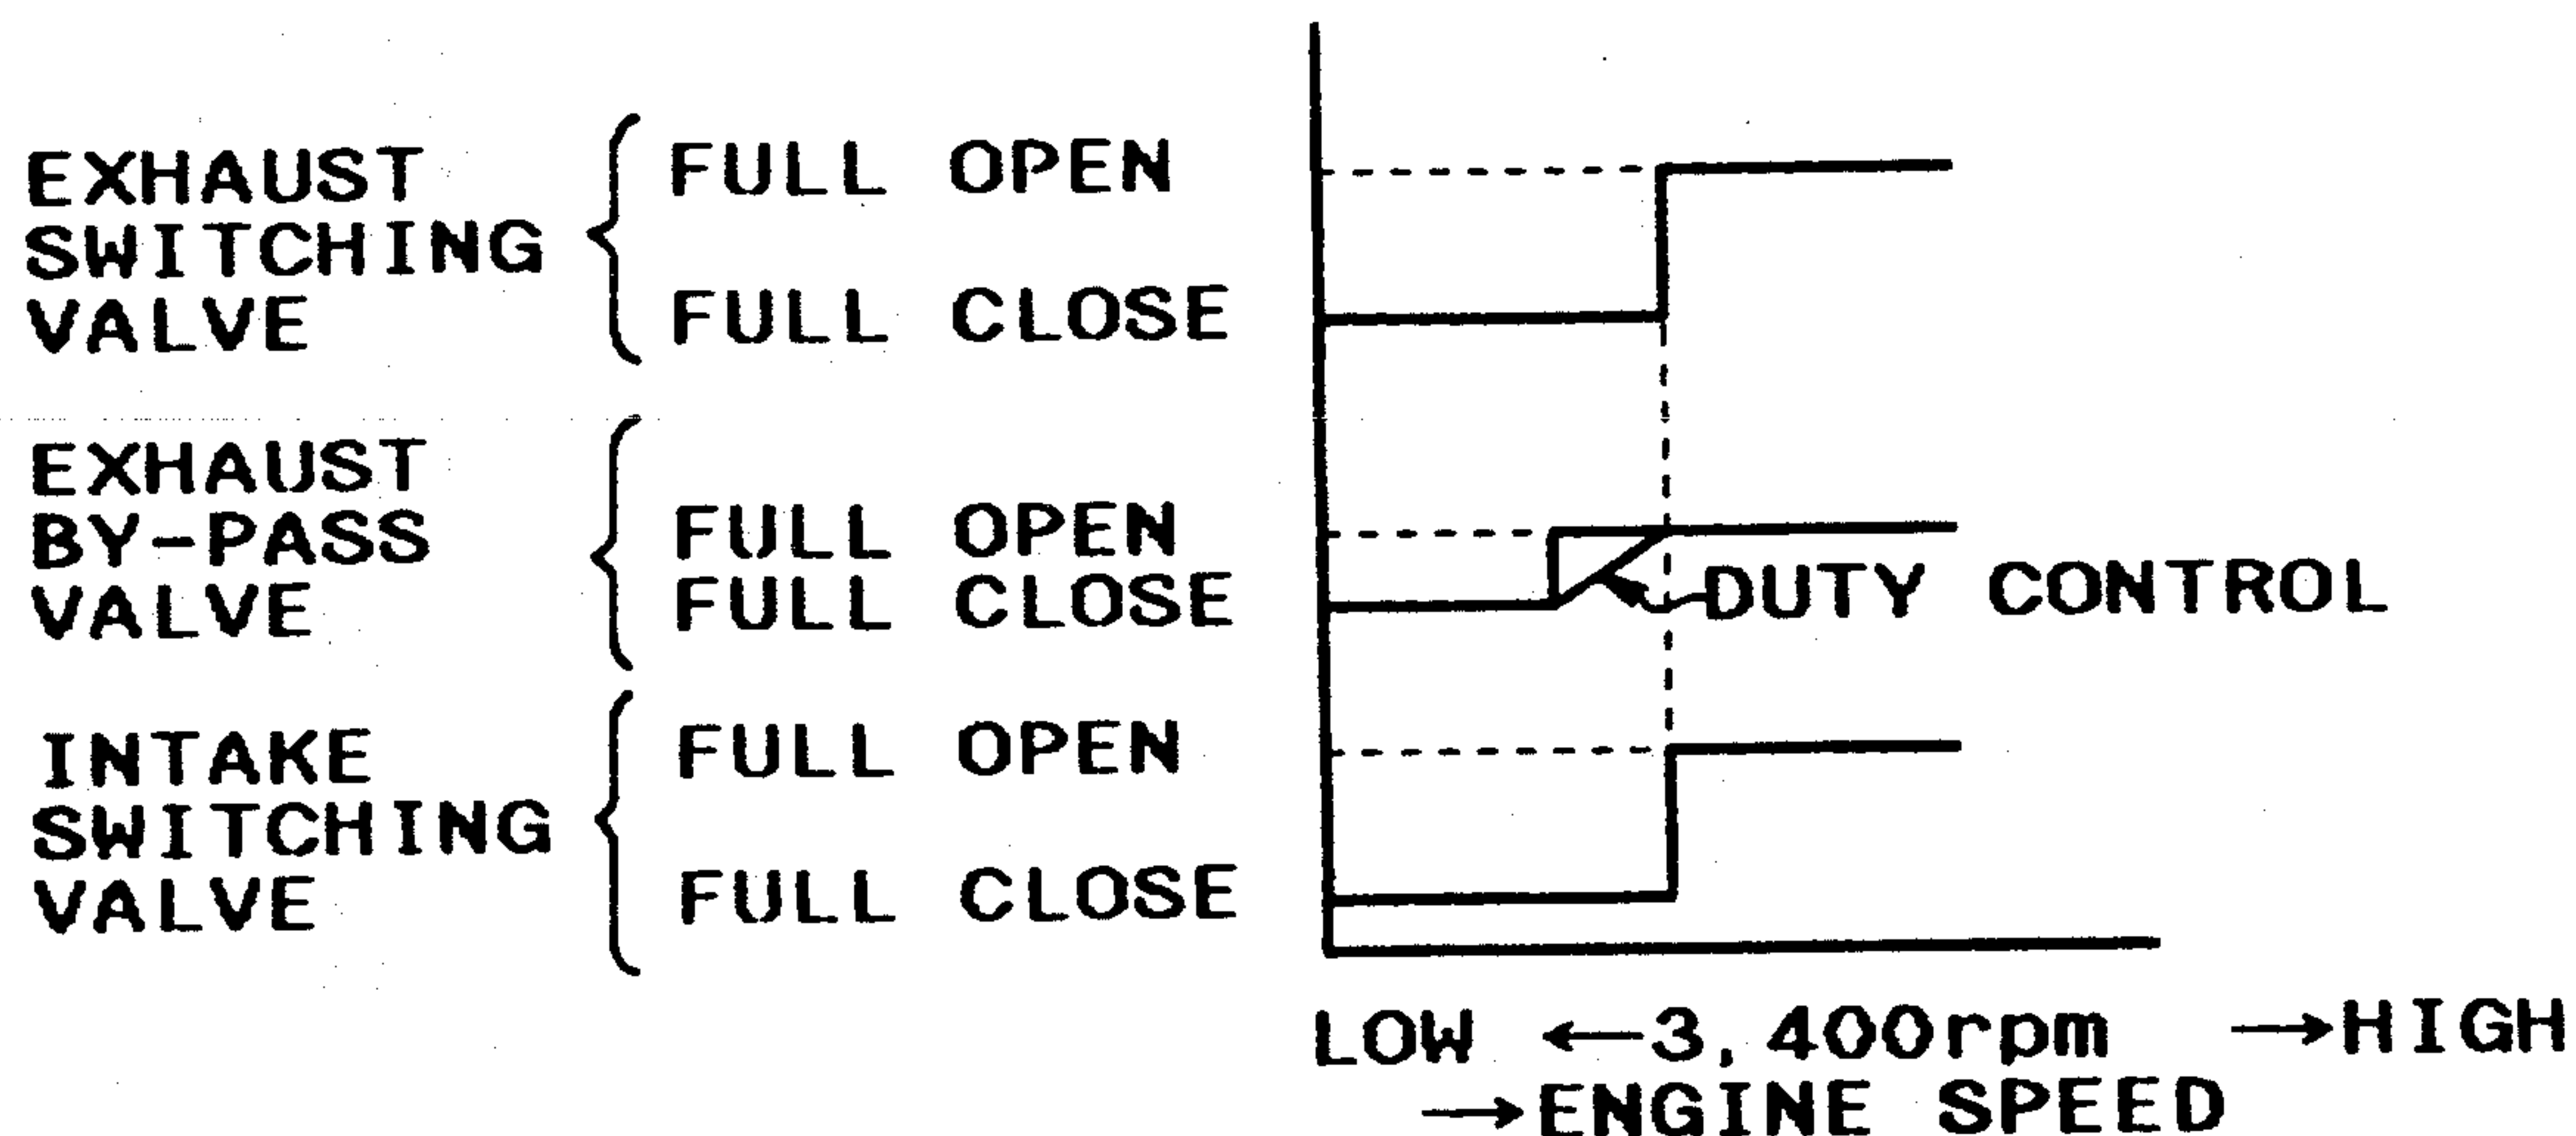 EXHAUST
SWITCHING
VALVE
FULL OPEN
FULL CLOSE
EXHAUST
BY-PASS
VALVE
FULL OPEN
FULL CLOSE
DUTY CONTROL
INTAKE
SWITCHING
VALVE
FULL OPEN
FULL CLOSE
LOW ←3,400rpm →HIGH
→ENGINE SPEED